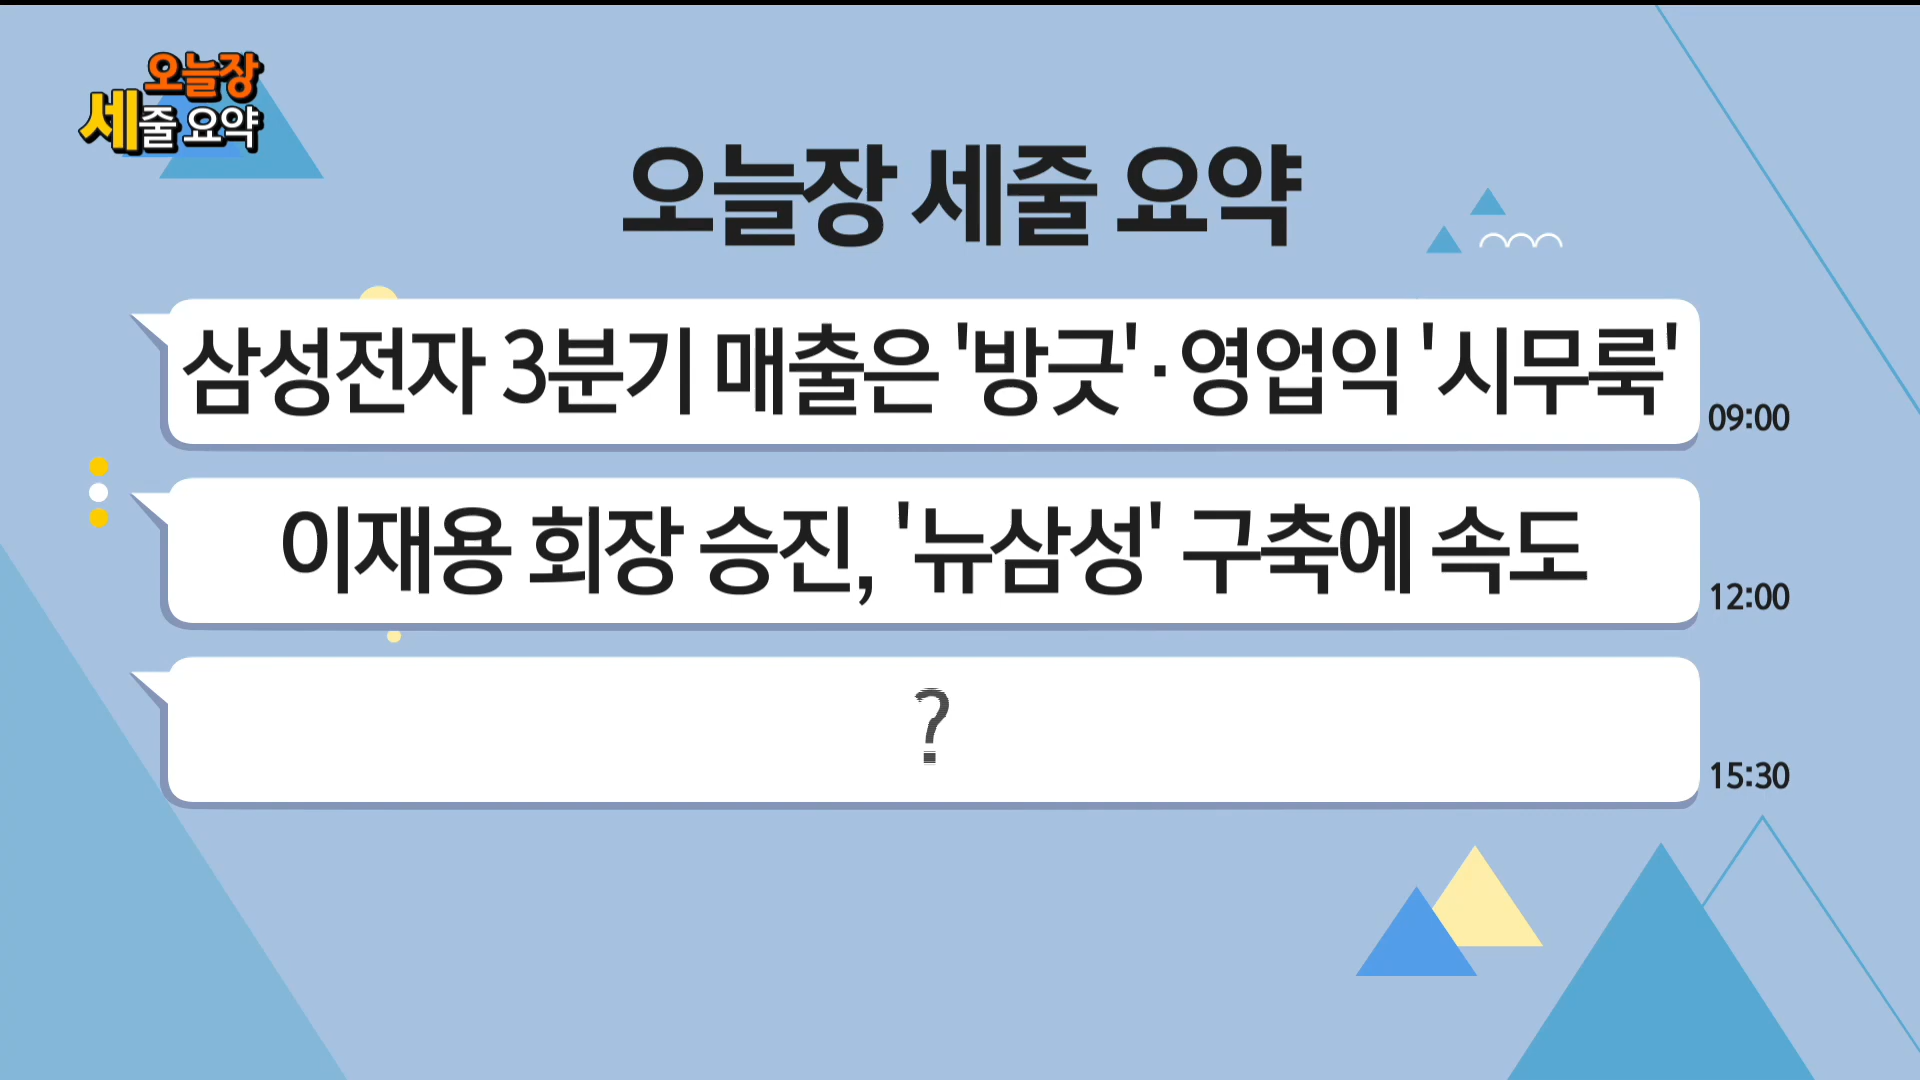 오늘장
세줄 요약
오늘장 세줄 요약
삼성전자 3분기 매출은 '방긋'·영업익 '시무룩'
09:00
이재용 회장 승진, '뉴삼성' 구축에 속도
12:00
?
15:30